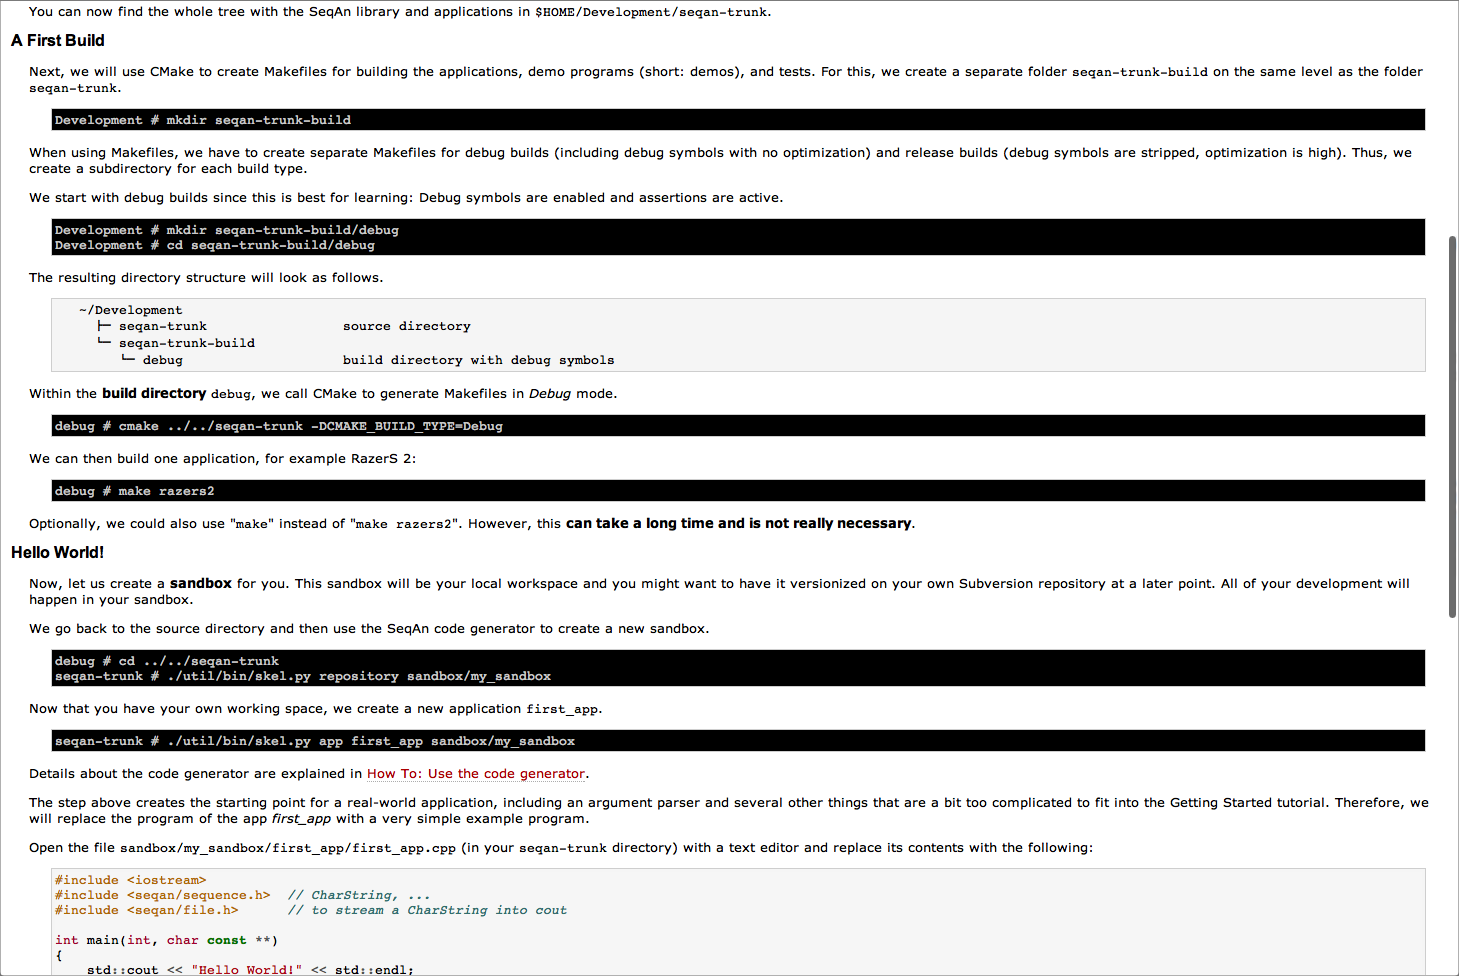 You can now find the whole tree with the SeqAn library and applications in $HOME/Development/seqan-trunk.
A First Build
Next, we will use CMake to create Makefiles for building the applications, demo programs (short: demos), and tests. For this, we create a separate folder seqan-trunk-build on the same level as the folder
seqan-trunk.
Development # mkdir seqan-trunk-build
When using Makefiles, we have to create separate Makefiles for debug builds (including debug symbols with no optimization) and release builds (debug symbols are stripped, optimization is high). Thus, we
create a subdirectory for each build type.
We start with debug builds since this is best for learning: Debug symbols are enabled and assertions are active.
Development # mkdir seqan-trunk-build/debug
Development # cd seqan-trunk-build/debug
The resulting directory structure will look as follows.
~/Development
├─ seqan-trunk source directory
└─ seqan-trunk-build
└─ debug build directory with debug symbols
Within the build directory debug, we call CMake to generate Makefiles in Debug mode.
debug # cmake ../../seqan-trunk -DCMAKE_BUILD_TYPE=Debug
We can then build one application, for example RazerS 2:
debug # make razers2
Optionally, we could also use "make" instead of "make razers2". However, this can take a long time and is not really necessary.
Hello World!
Now, let us create a sandbox for you. This sandbox will be your local workspace and you might want to have it versionized on your own Subversion repository at a later point. All of your development will
happen in your sandbox.
We go back to the source directory and then use the SeqAn code generator to create a new sandbox.
debug # cd ../../seqan-trunk
seqan-trunk # ./util/bin/skel.py repository sandbox/my_sandbox
Now that you have your own working space, we create a new application first_app.
seqan-trunk # ./util/bin/skel.py app first_app sandbox/my_sandbox
Details about the code generator are explained in How To: Use the code generator.
The step above creates the starting point for a real-world application, including an argument parser and several other things that are a bit too complicated to fit into the Getting Started tutorial. Therefore, we
will replace the program of the app first_app with a very simple example program.
Open the file sandbox/my_sandbox/first_app/first_app.cpp (in your seqan-trunk directory) with a text editor and replace its contents with the following:
#include <iostream>
#include <seqan/sequence.h> // CharString, ...
#include <seqan/file.h> // to stream a CharString into cout
int main(int, char const **)
{
std::cout << "Hello World!" << std::endl;